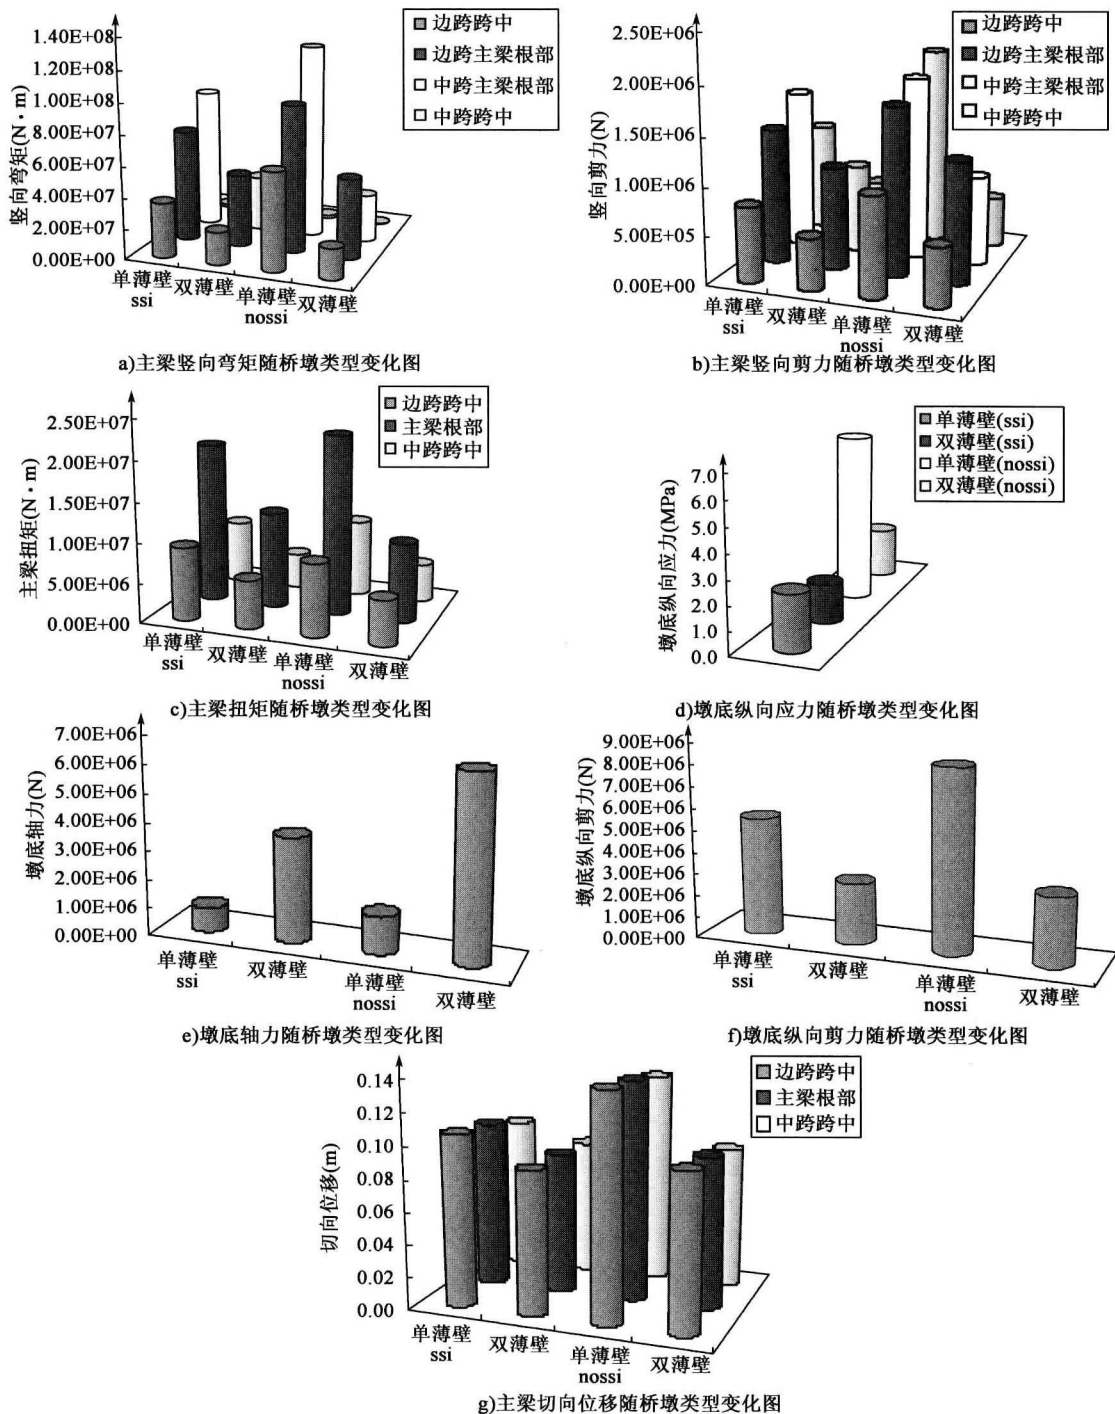 竖向弯矩(N·m)
1.40E+08
1.20E+08
1.00E+08
8.00E+07
6.00E+07
4.00E+07
2.00E+07
0.00E+00
边跨跨中
边跨主梁根部
中跨主梁根部
中跨跨中
单薄壁 双薄壁 单薄壁 双薄壁
ssi nossi
a)主梁竖向弯矩随桥墩类型变化图
竖向剪力(N)
2.50E+06
2.00E+06
1.50E+06
1.00E+06
5.00E+05
0.00E+00
边跨跨中
边跨主梁根部
中跨主梁根部
中跨跨中
单薄壁 双薄壁 单薄壁 双薄壁
ssi nossi
b)主梁竖向剪力随桥墩类型变化图
主梁扭矩(N·m)
2.50E+07
2.00E+07
1.50E+07
1.00E+07
5.00E+06
0.00E+00
边跨跨中
主梁根部
中跨跨中
单薄壁 双薄壁 单薄壁 双薄壁
ssi nossi
c)主梁扭矩随桥墩类型变化图
墩底纵向应力(MPa)
7.0
6.0
5.0
4.0
3.0
2.0
1.0
0.0
单薄壁(ssi)
双薄壁(ssi)
单薄壁(nossi)
双薄壁(nossi)
d)墩底纵向应力随桥墩类型变化图
墩底轴力(N)
7.00E+06
6.00E+06
5.00E+06
4.00E+06
3.00E+06
2.00E+06
1.00E+06
0.00E+00
单薄壁 双薄壁 单薄壁 双薄壁
ssi nossi
e)墩底轴力随桥墩类型变化图
墩底纵向剪力(N)
9.00E+06
8.00E+06
7.00E+06
6.00E+06
5.00E+06
4.00E+06
3.00E+06
2.00E+06
1.00E+06
0.00E+00
单薄壁 双薄壁 单薄壁 双薄壁
ssi nossi
f)墩底纵向剪力随桥墩类型变化图
切向位移(m)
0.14
0.12
0.10
0.08
0.06
0.04
0.02
0.00
边跨跨中
主梁根部
中跨跨中
单薄壁 双薄壁 单薄壁 双薄壁
ssi nossi
g)主梁切向位移随桥墩类型变化图